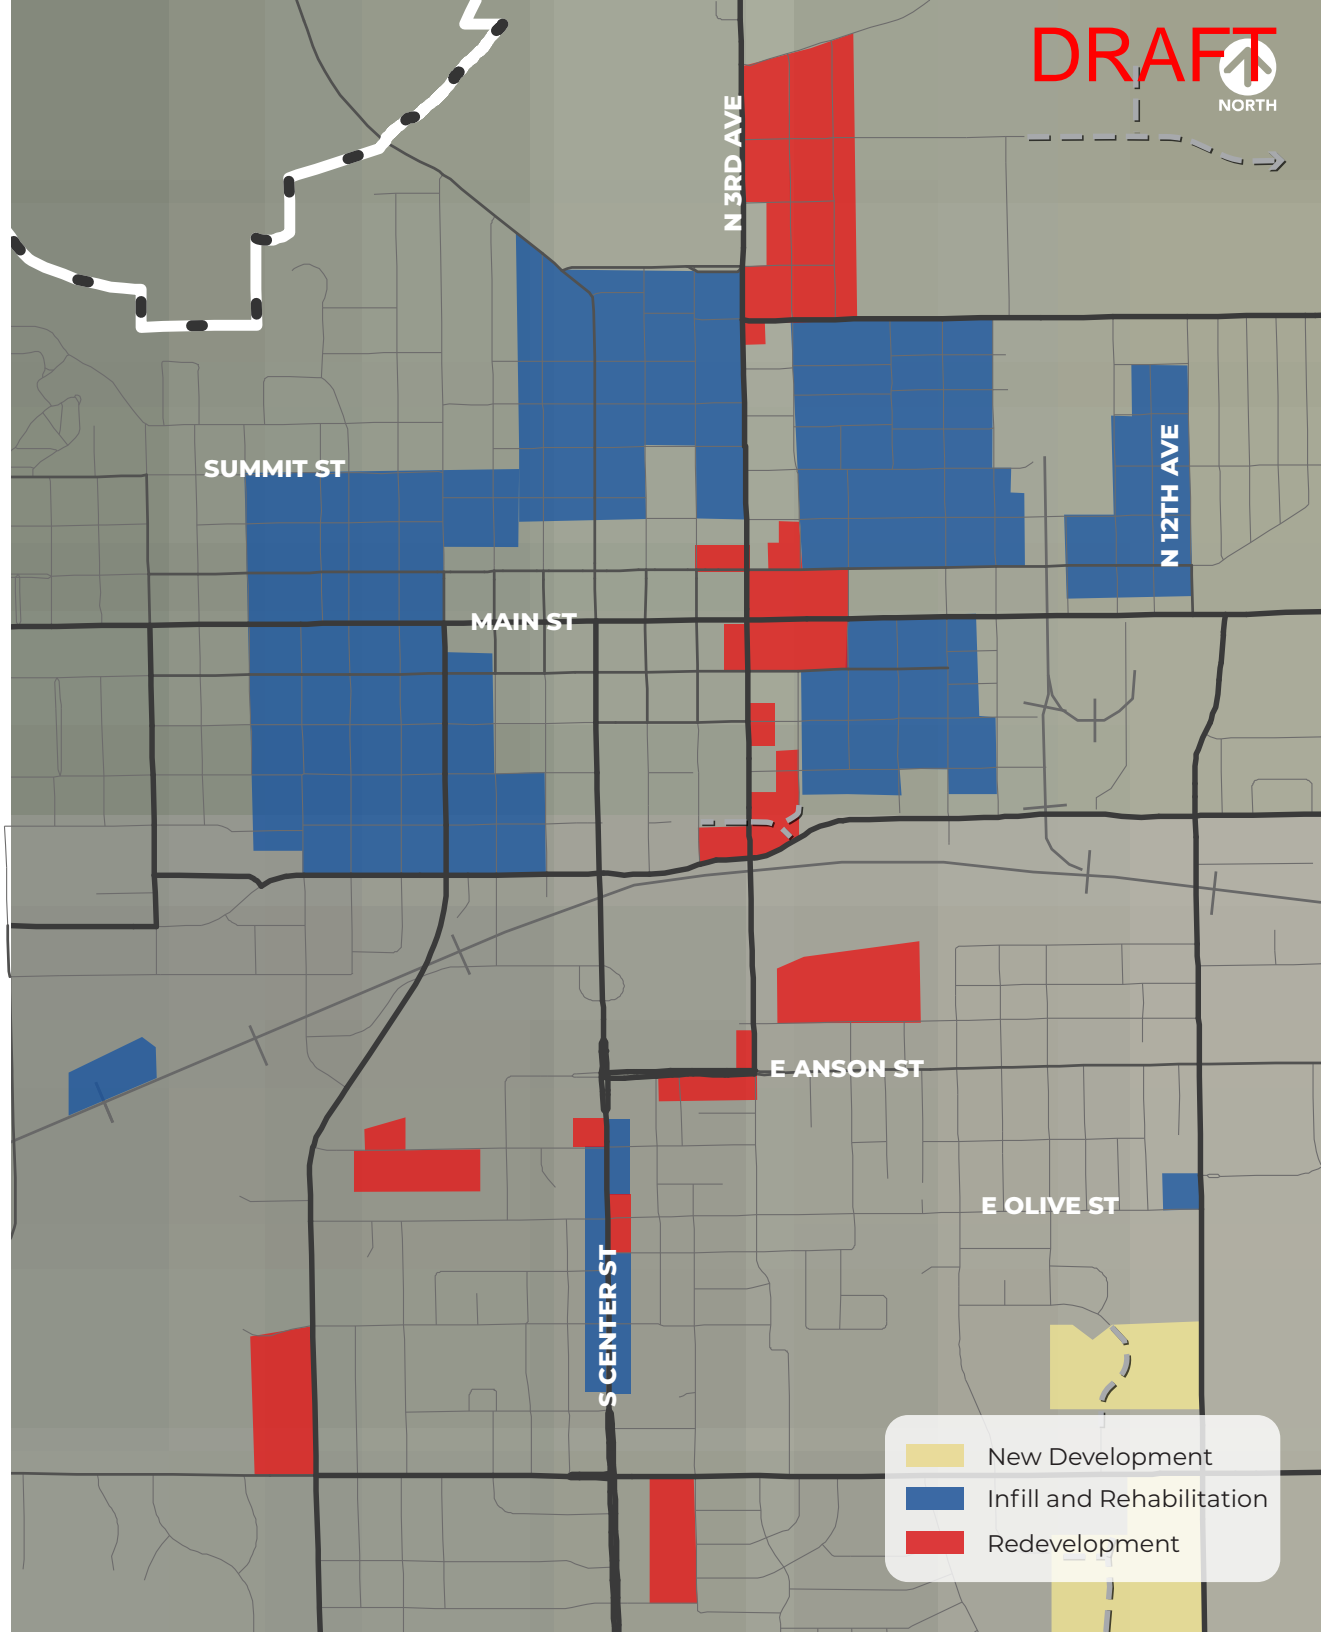 DRAFT
NORTH
N 3RD AVE
SUMMIT ST
N 12TH AVE
MAIN ST
E ANSON ST
E OLIVE ST
S CENTER ST
New Development
Infill and Rehabilitation
Redevelopment